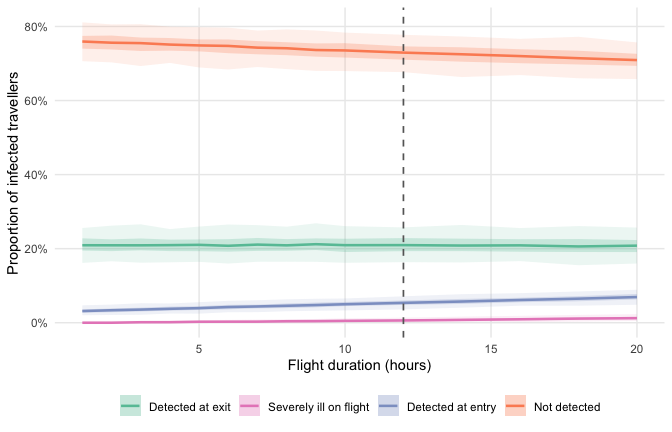 80%
60%
40%
20%
0%
Proportion of infected travellers
5 10 15 20
Flight duration (hours)
Detected at exit Severely ill on flight Detected at entry Not detected